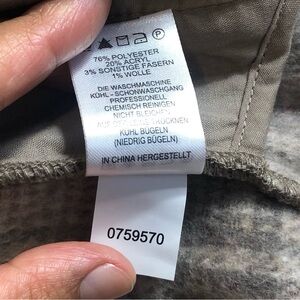 76% POLYESTER
20% ACRYL
3% SONSTIGE FASERN
1% WOLLE
DIE WASCHMASCHINE
KÜHL - SCHONWASCHGANG
PROFESSIONELL
CHEMISCH REINIGEN
NICHT BLEICHEN
KÜHL BÜGELN
(NIEDRIG BÜGELN)
IN CHINA HERGESTELLT
0759570